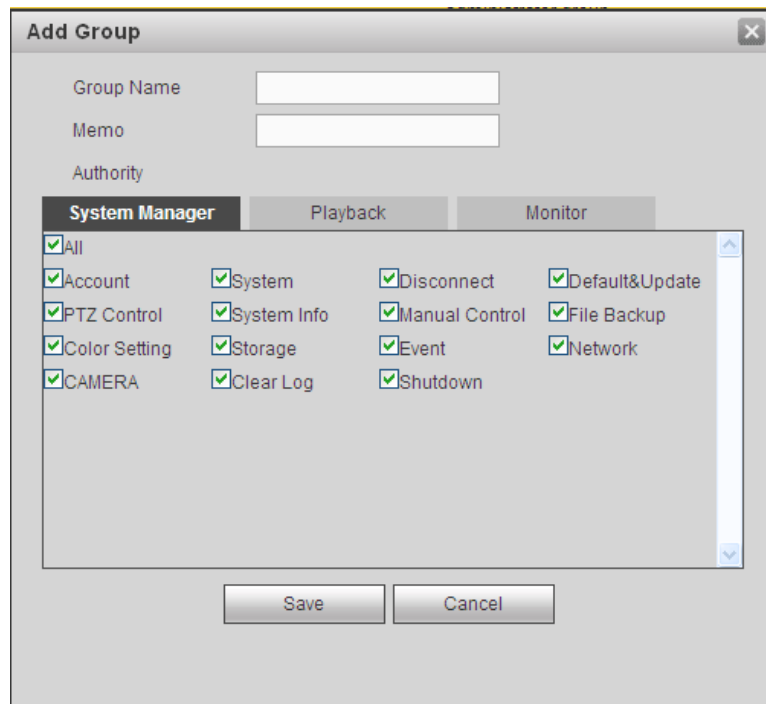 Add Group
Group Name
Memo
Authority
System Manager Playback Monitor
All
Account System Disconnect Default&Update
PTZ Control System Info Manual Control File Backup
Color Setting Storage Event Network
CAMERA Clear Log Shutdown
Save Cancel